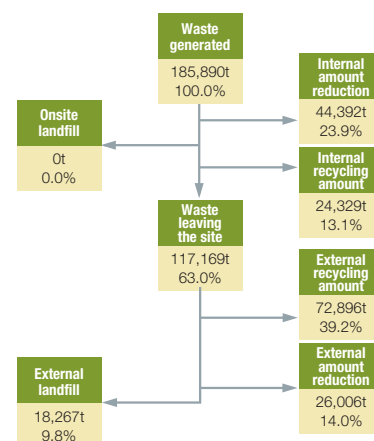 Waste
generated
185,890t
100.0%
Internal
amount
reduction
44,392t
23.9%
Onsite
landfill
0t
0.0%
Internal
recycling
amount
24,329t
13.1%
Waste
leaving
the site
117,169t
63.0%
External
recycling
amount
72,896t
39.2%
External
amount
reduction
26,006t
14.0%
External
landfill
18,267t
9.8%